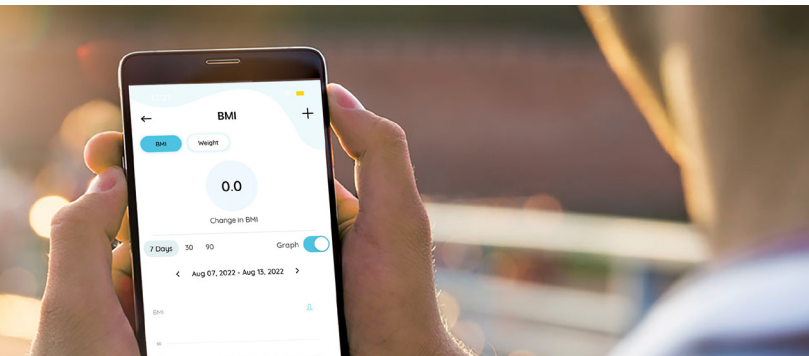 BMI
BMI Weight
0.0
Change in BMI
7 Days 30 90 Graph
Aug 07, 2022 - Aug 13, 2022
BMI